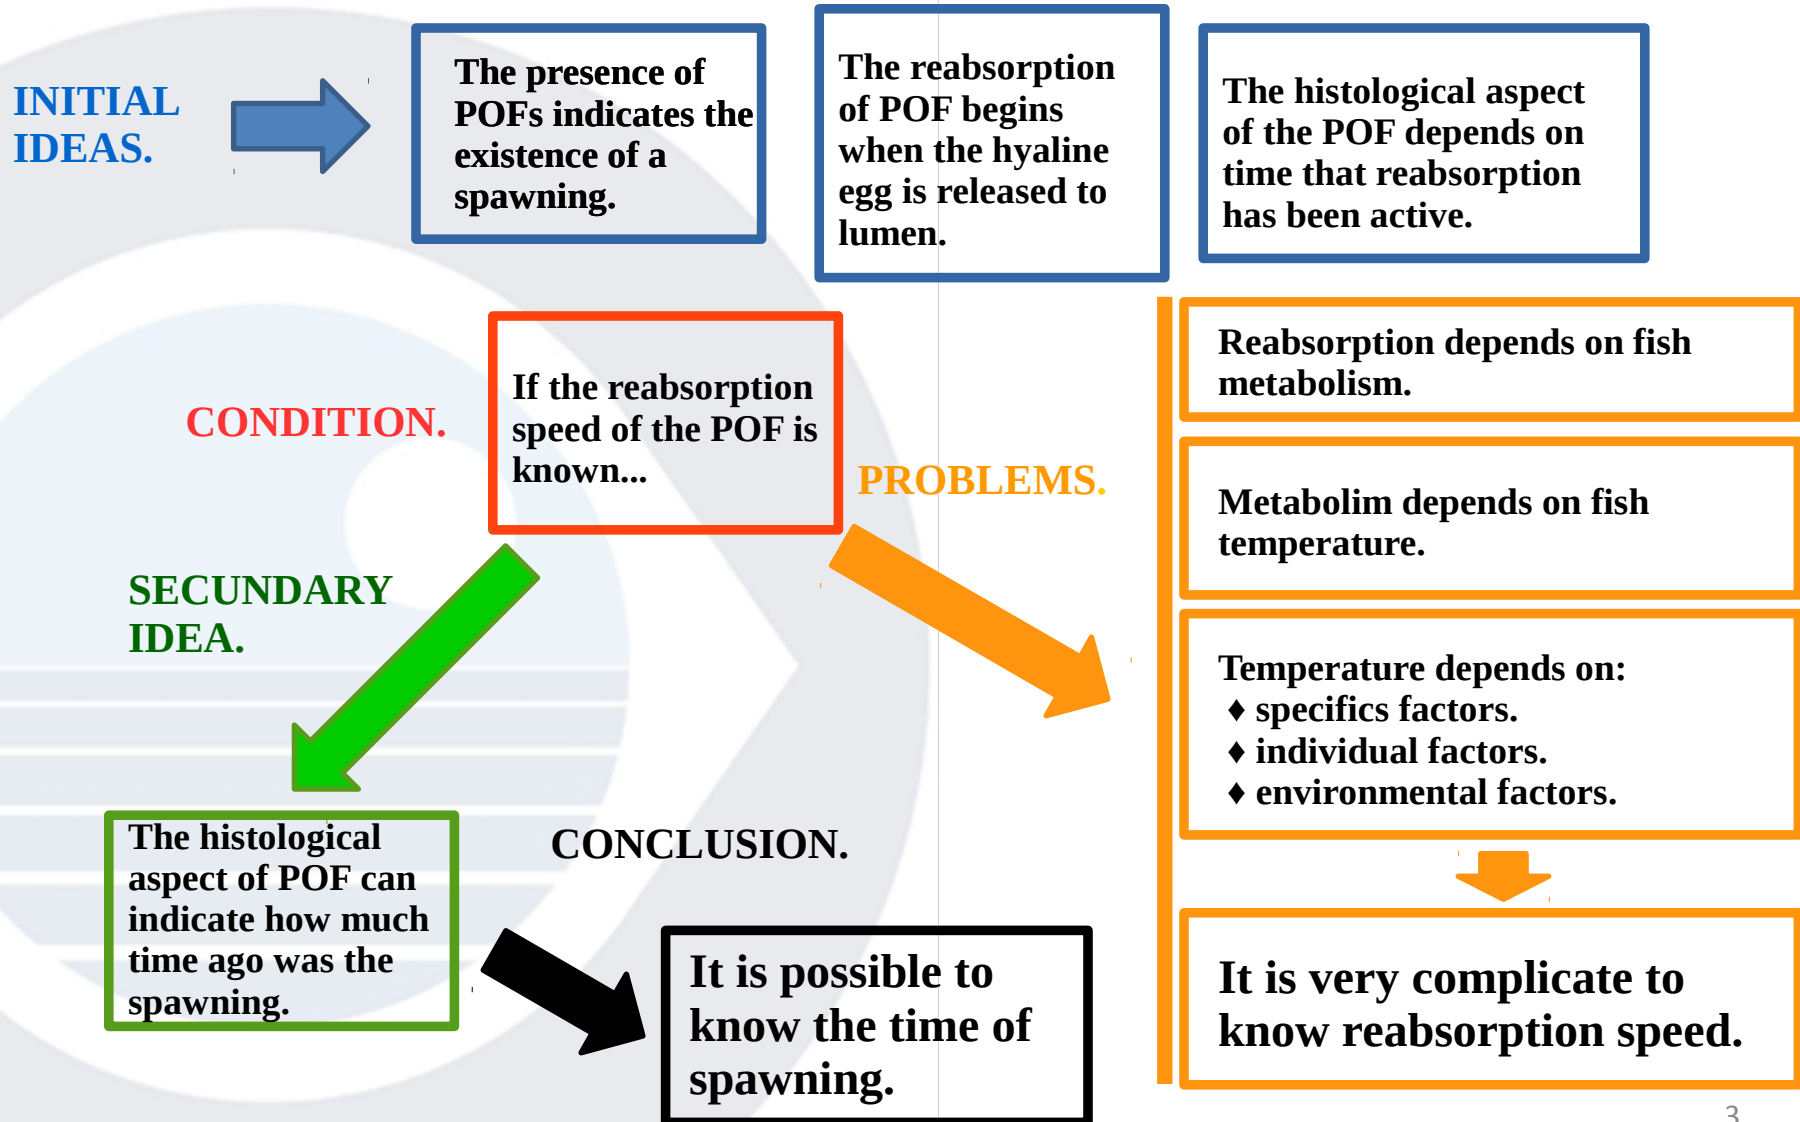 INITIAL
IDEAS.
The presence of
POFs indicates the
existence of a
spawning.
The reabsorption
of POF begins
when the hyaline
egg is released to
lumen.
The histological aspect
of the POF depends on
time that reabsorption
has been active.
CONDITION.
If the reabsorption
speed of the POF is
known...
PROBLEMS.
Reabsorption depends on fish
metabolism.
Metabolim depends on fish
temperature.
Temperature depends on:
♦ specifics factors.
♦ individual factors.
♦ environmental factors.
It is very complicate to
know reabsorption speed.
SECUNDARY
IDEA.
The histological
aspect of POF can
indicate how much
time ago was the
spawning.
CONCLUSION.
It is possible to
know the time of
spawning.
3